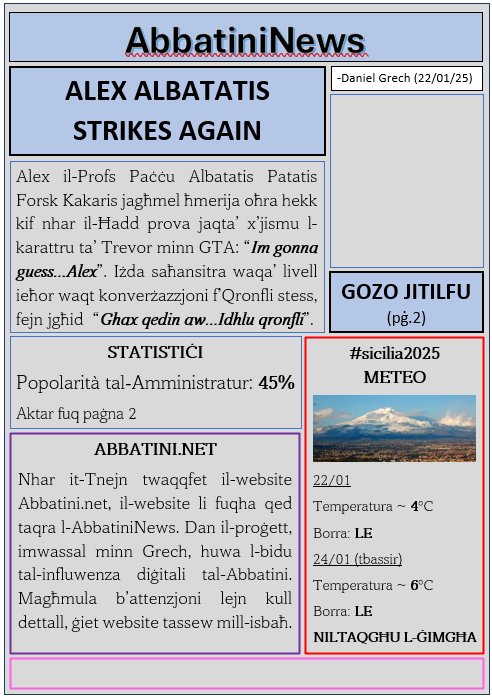 AbbatiniNews
ALEX ALBATATIS
STRIKES AGAIN
-Daniel Grech (22/01/25)
Alex il-Profs Paċċu Albatatis Patatis
Forsk Kakaris jagħmel ħmerija oħra hekk
kif nhar il-Ħadd prova jaqta’ x’jismu l-
karattru ta’ Trevor minn GTA: “Im gonna
guess...Alex”. Iżda saħansitra waqa’ livell
ieħor waqt konverżazzjoni f’Qronfli stess,
fejn jgħid “Ghax qedin aw...Idhlu qronfli”.
GOZO JITILFU
(pġ.2)
STATISTIĊI
Popolarità tal-Amministratur: 45%
Aktar fuq paġna 2
#sicilia2025
METEO
22/01
Temperatura ~ 4°C
Borra: LE
24/01 (tbassir)
Temperatura ~ 6°C
Borra: LE
NILTAQGĦU L-ĠIMGĦA
ABBATINI.NET
Nhar it-Tnejn twaqqfet il-website
Abbatini.net, il-website li fuqha qed
taqra l-AbbatiniNews. Dan il-proġett,
imwassal minn Grech, huwa l-bidu
tal-influwenza diġitali tal-Abbatini.
Magħmula b’attenzjoni lejn kull
dettall, ġiet website tassew mill-isbaħ.